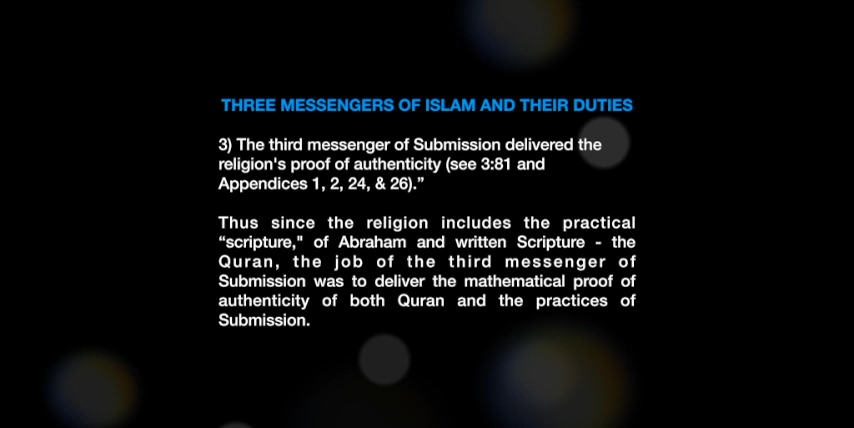 THREE MESSENGERS OF ISLAM AND THEIR DUTIES
3) The third messenger of Submission delivered the
religion's proof of authenticity (see 3:81 and
Appendices 1, 2, 24, & 26).”
Thus since the religion includes the practical
“scripture," of Abraham and written Scripture - the
Quran, the job of the third messenger of
Submission was to deliver the mathematical proof of
authenticity of both Quran and the practices of
Submission.